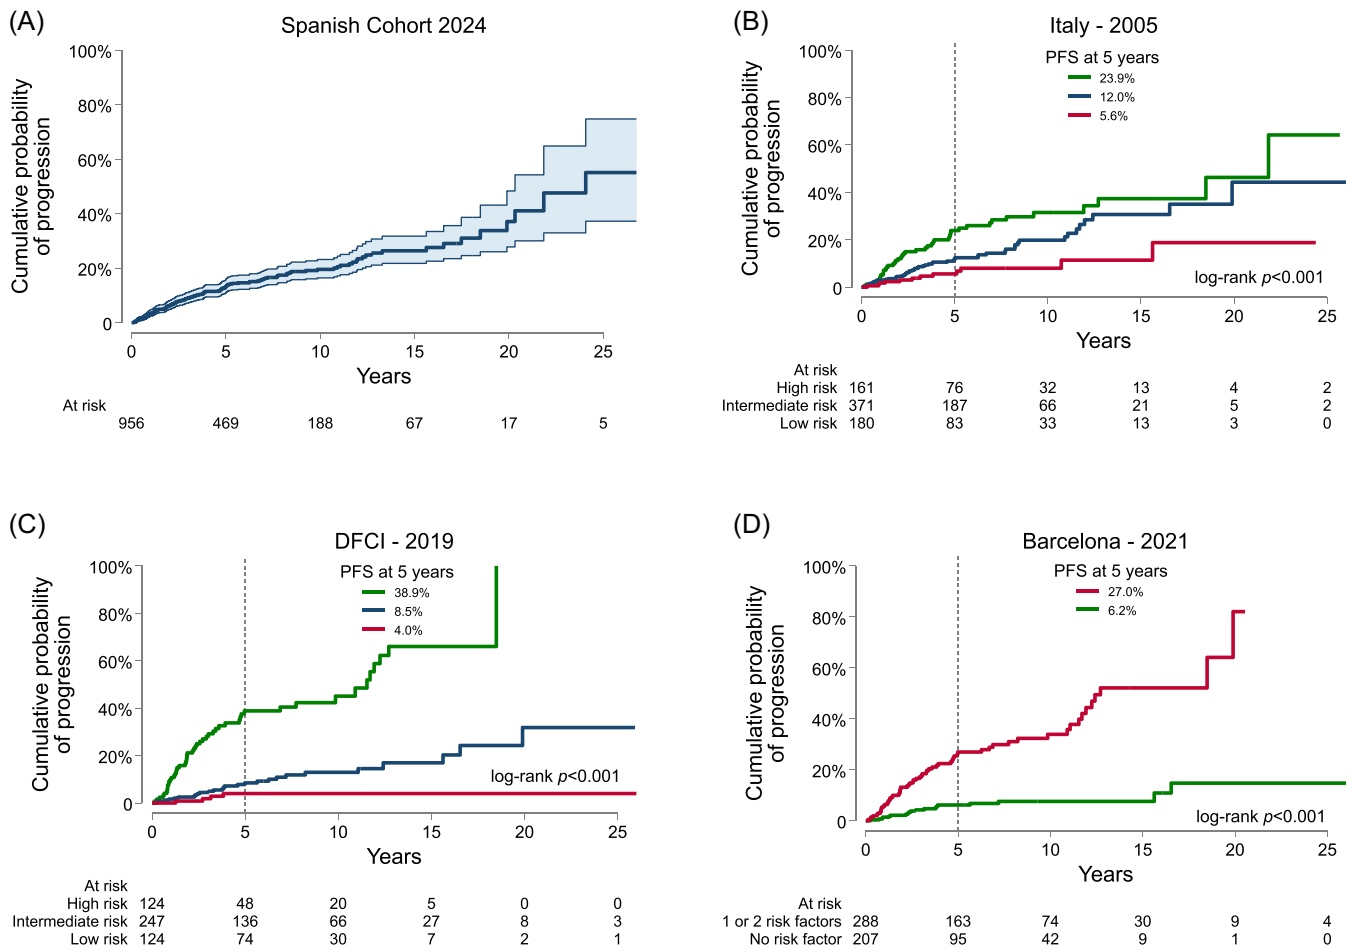 (A)
Spanish Cohort 2024
Cumulative probability
of progression
100%
80%
60%
40%
20%
0
0 5 10 15 20 25
Years
At risk
956 469 188 67 17 5
(B)
Italy - 2005
Cumulative probability
of progression
PFS at 5 years
23.9%
12.0%
5.6%
100%
80%
60%
40%
20%
0
log-rank p<0.001
0 5 10 15 20 25
Years
At risk
High risk 161 76 32 13 4 2
Intermediate risk 371 187 66 21 5 2
Low risk 180 83 33 13 3 0
(C)
DFCI - 2019
Cumulative probability
of progression
PFS at 5 years
38.9%
8.5%
4.0%
100%
80%
60%
40%
20%
0
log-rank p<0.001
0 5 10 15 20 25
Years
At risk
High risk 124 48 20 5 0 0
Intermediate risk 247 136 66 27 8 3
Low risk 124 74 30 7 2 1
(D)
Barcelona - 2021
Cumulative probability
of progression
PFS at 5 years
27.0%
6.2%
100%
80%
60%
40%
20%
0
log-rank p<0.001
0 5 10 15 20 25
Years
At risk
1 or 2 risk factors 288 163 74 30 9 4
No risk factor 207 95 42 9 1 0